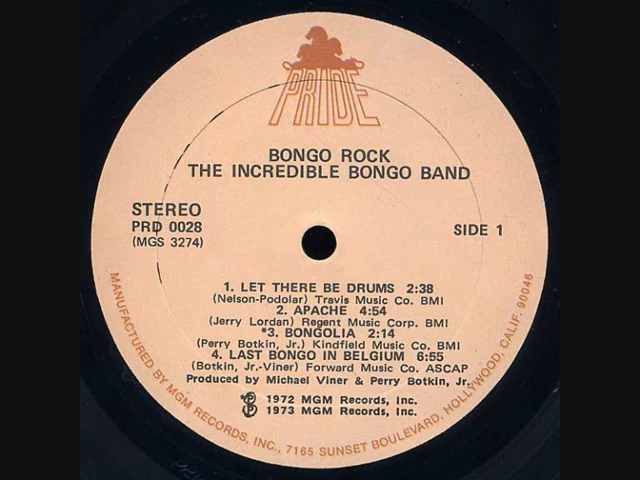 PRIDE
BONGO ROCK
THE INCREDIBLE BONGO BAND
STEREO
PRD 0028
(MGS 3274)
SIDE 1
1. LET THERE BE DRUMS 2:38
(Nelson-Podolar) Travis Music Co. BMI
2. APACHE 4:54
(Jerry Lordan) Regent Music Corp. BMI
*3. BONGOLIA 2:14
(Perry Botkin, Jr.) Kindfield Music Co. BMI
4. LAST BONGO IN BELGIUM 6:55
(Botkin, Jr.-Viner) Forward Music Co. ASCAP
Produced by Michael Viner & Perry Botkin, Jr.
*℗ 1972 MGM Records, Inc.
℗ 1973 MGM Records, Inc.
MANUFACTURED BY MGM RECORDS, INC., 7165 SUNSET BOULEVARD, HOLLYWOOD, CALIF. 90046